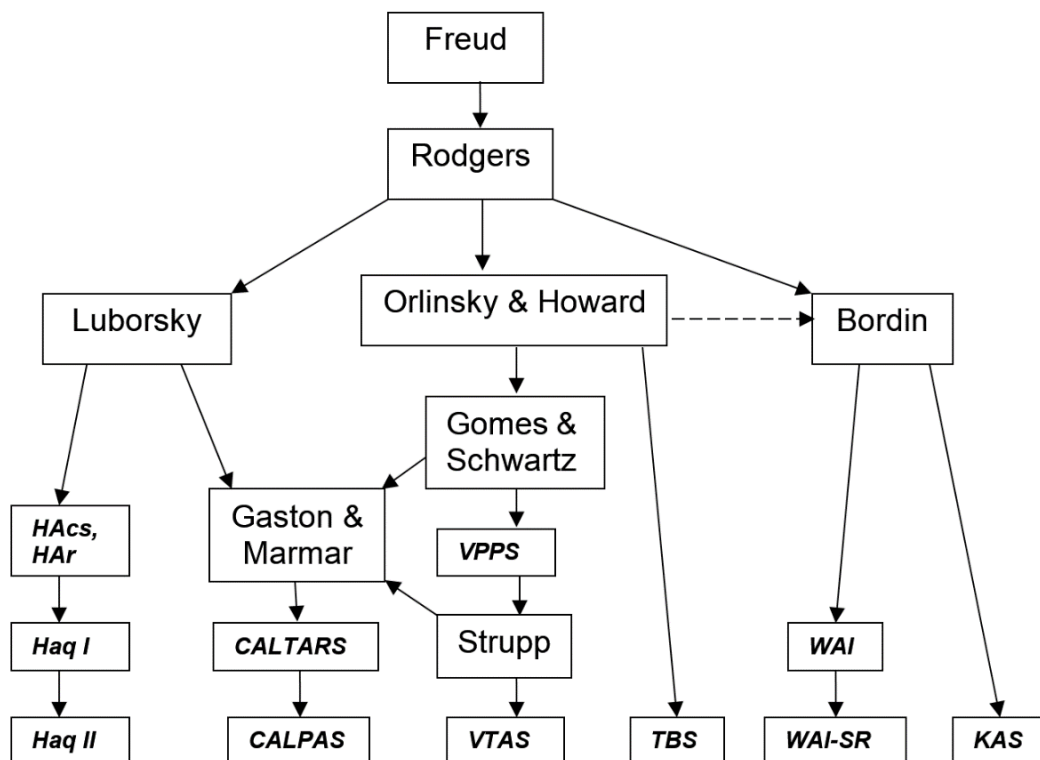 Freud
Rodgers
Luborsky
Orlinsky & Howard
Bordin
Gomes &
Schwartz
HAcs,
HAr
Gaston &
Marmar
VPPS
Haq I
CALTARS
Strupp
WAI
Haq II
CALPAS
VTAS
TBS
WAI-SR
KAS